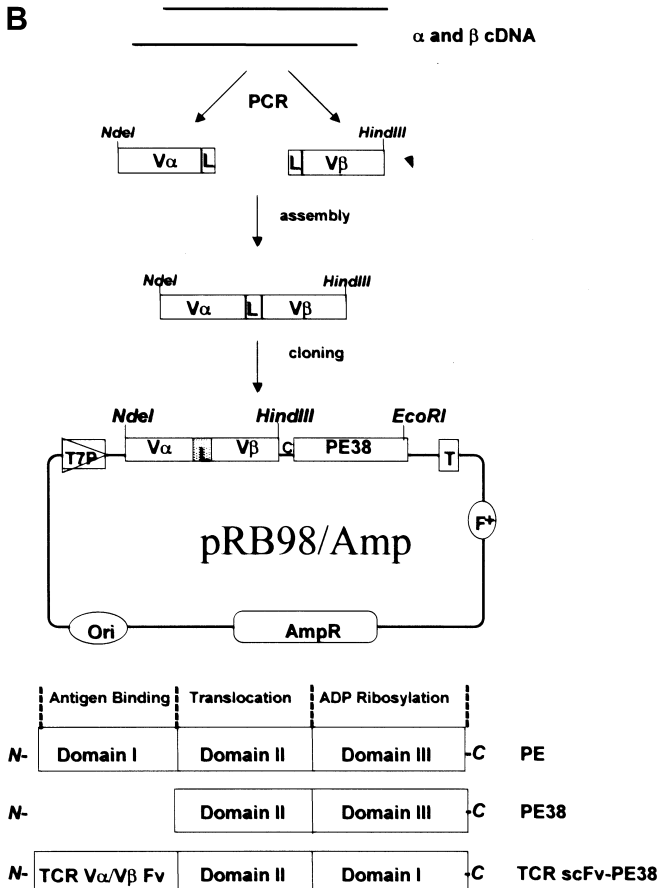 B
α and β cDNA
PCR
NdeI HindIII
Vα L L Vβ
assembly
NdeI HindIII
Vα L Vβ
cloning
NdeI HindIII EcoRI
T7P Vα L Vβ C PE38 T
F+
pRB98/Amp
Ori AmpR
Antigen Binding Translocation ADP Ribosylation
N- Domain I Domain II Domain III -C PE
N- Domain II Domain III -C PE38
N- TCR Vα/Vβ Fv Domain II Domain I -C TCR scFv-PE38